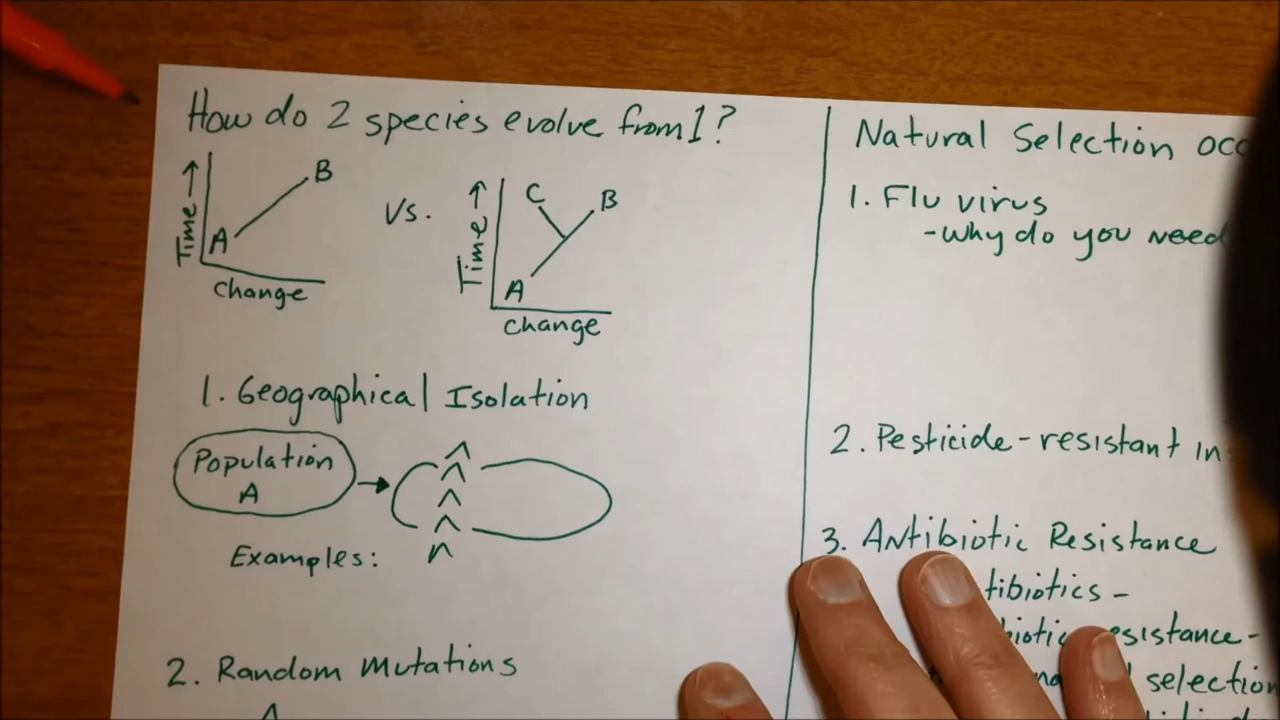 How do 2 species evolve from 1?
Time →
A
B
Change
Vs.
Time →
C
B
A
Change
1. Geographical Isolation
Population
A
Examples:
2. Random Mutations
A
Natural Selection
1. Flu virus
- Why do you need
2. Pesticide-resistant
3. Antibiotic Resistance
selection